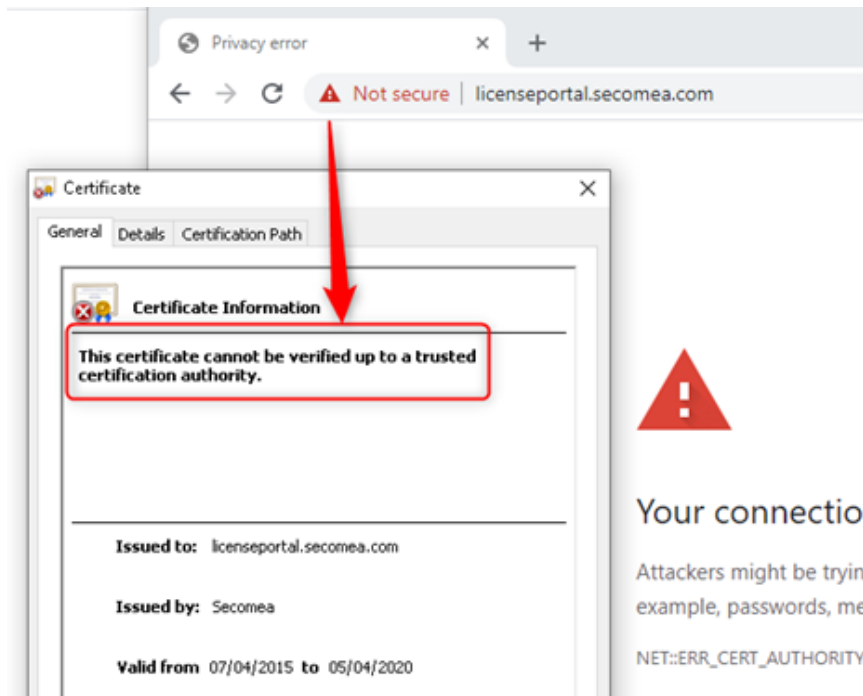 Privacy error
Not secure | licenseportal.secomea.com
Certificate
General Details Certification Path
Certificate Information
This certificate cannot be verified up to a trusted
certification authority.
Issued to: licenseportal.secomea.com
Issued by: Secomea
Valid from 07/04/2015 to 05/04/2020
Your connectio
Attackers might be tryin
example, passwords, me
NET::ERR_CERT_AUTHORITY